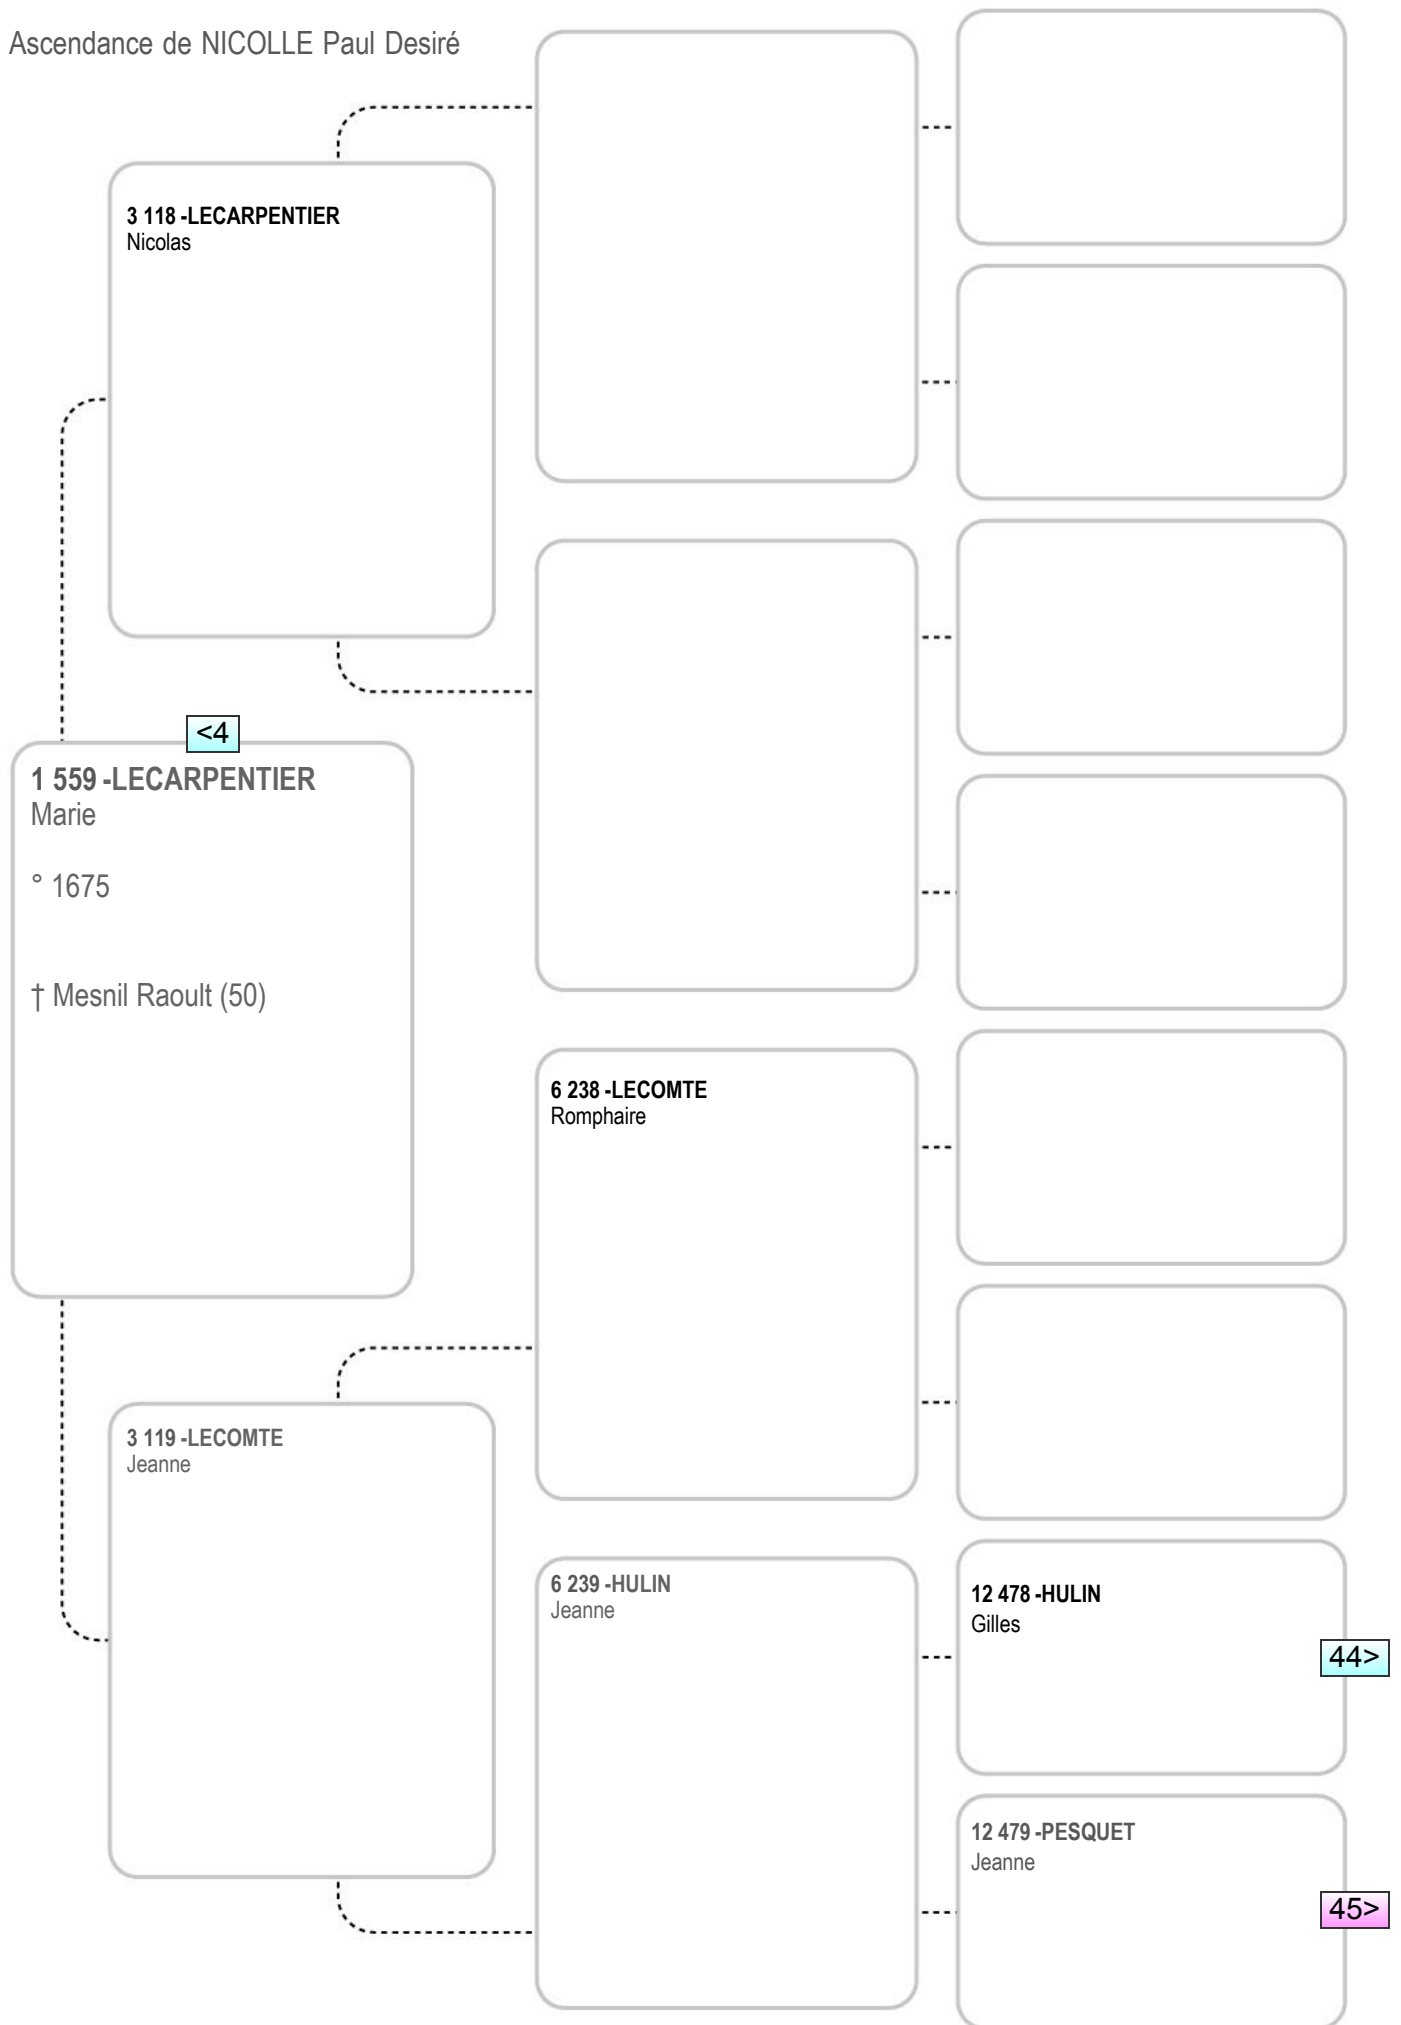 Ascendance de NICOLLE Paul Desiré
3 118 -LECARPENTIER
Nicolas
<4
1 559 -LECARPENTIER
Marie
° 1675
† Mesnil Raoult (50)
6 238 -LECOMTE
Romphaire
3 119 -LECOMTE
Jeanne
6 239 -HULIN
Jeanne
12 478 -HULIN
Gilles
44>
12 479 -PESQUET
Jeanne
45>